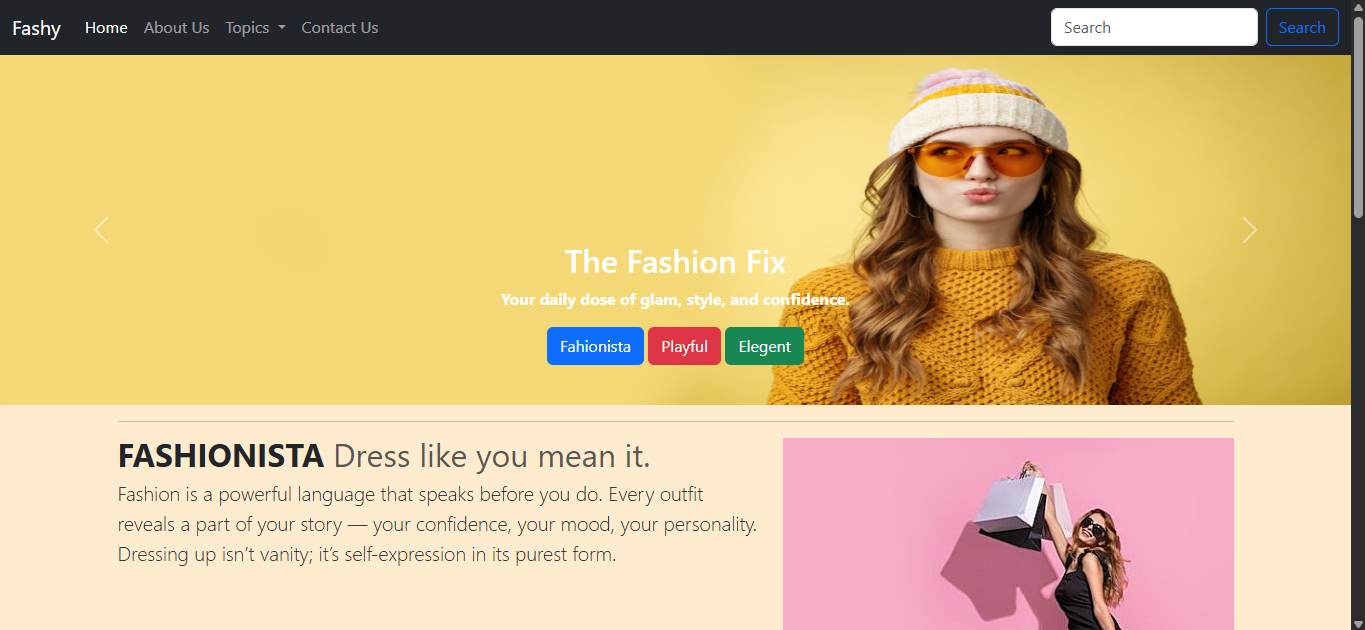 Fashy Home About Us Topics Contact Us Search Search
The Fashion Fix
Your daily dose of glam, style, and confidence.
Fahionista Playful Elegent
FASHIONISTA Dress like you mean it.
Fashion is a powerful language that speaks before you do. Every outfit
reveals a part of your story — your confidence, your mood, your personality.
Dressing up isn’t vanity; it’s self-expression in its purest form.